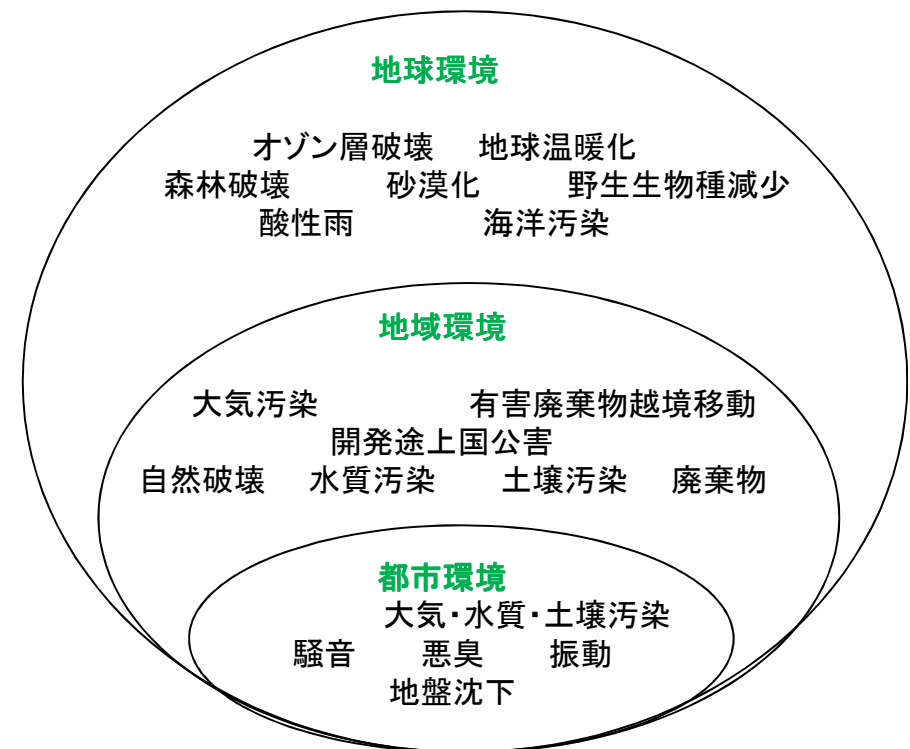 地球環境
オゾン層破壊 地球温暖化
森林破壊 砂漠化 野生生物種減少
酸性雨 海洋汚染
地域環境
大気汚染 有害廃棄物越境移動
開発途上国公害
自然破壊 水質汚染 土壌汚染 廃棄物
都市環境
大気・水質・土壌汚染
騒音 悪臭 振動
地盤沈下